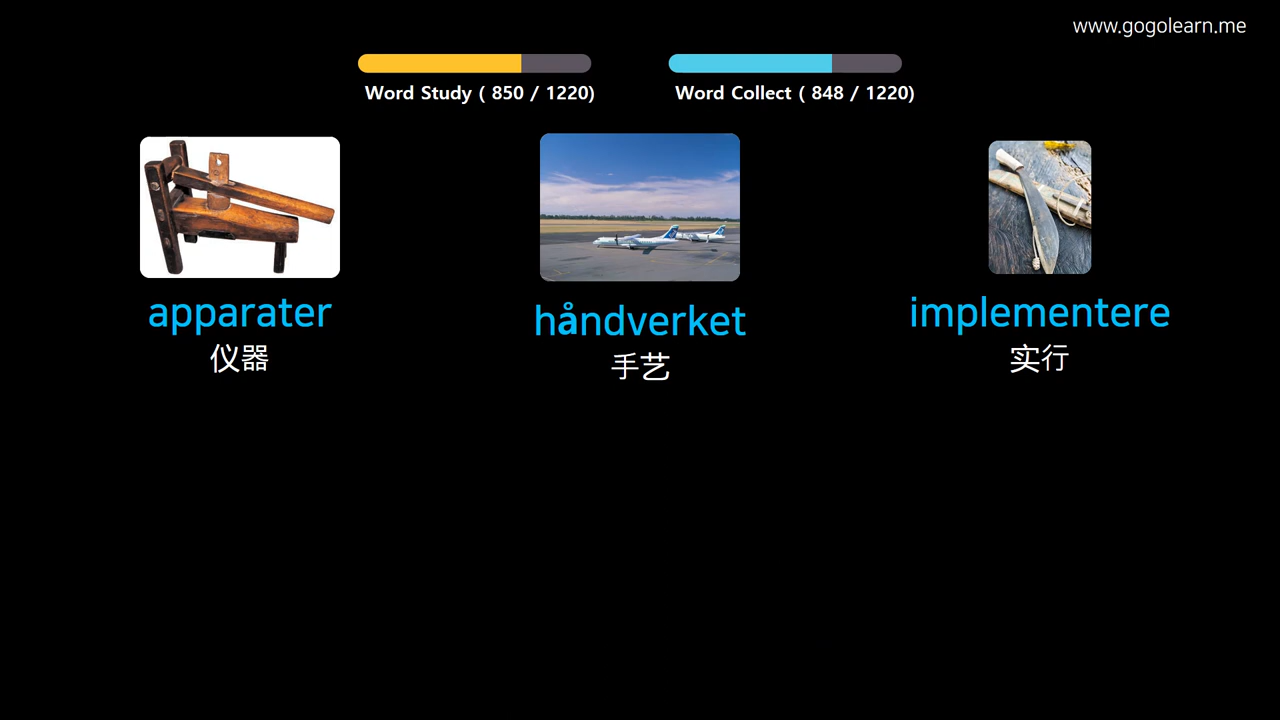 www.gogolearn.me
Word Study ( 850 / 1220)
Word Collect ( 848 / 1220)
apparater
仪器
håndverket
手艺
implementere
实行